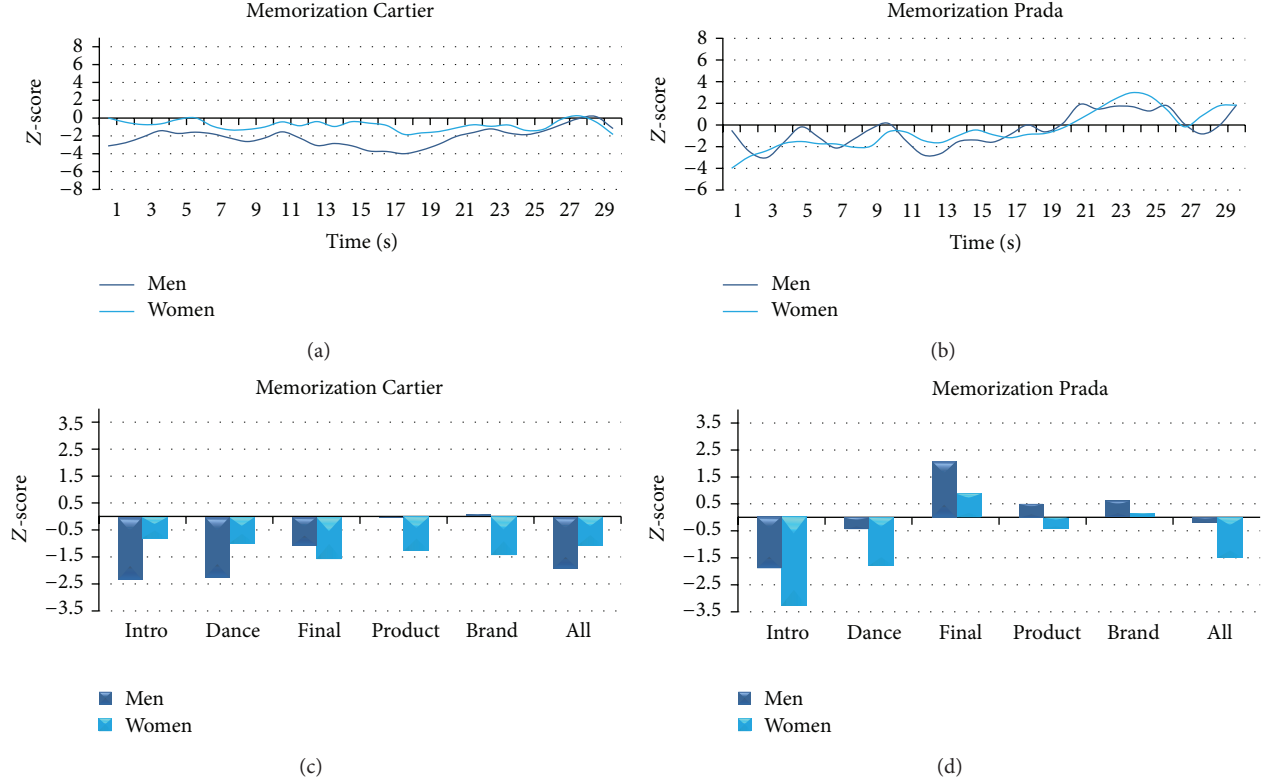 Memorization Cartier
Z-score
8
6
4
2
0
−2
−4
−6
−8
1 3 5 7 9 11 13 15 17 19 21 23 25 27 29
Time (s)
Men
Women
(a)
Memorization Prada
Z-score
8
6
4
2
0
−2
−4
−6
1 3 5 7 9 11 13 15 17 19 21 23 25 27 29
Time (s)
Men
Women
(b)
Memorization Cartier
Z-score
3.5
2.5
1.5
0.5
−0.5
−1.5
−2.5
−3.5
Intro Dance Final Product Brand All
Men
Women
(c)
Memorization Prada
Z-score
3.5
2.5
1.5
0.5
−0.5
−1.5
−2.5
−3.5
Intro Dance Final Product Brand All
Men
Women
(d)